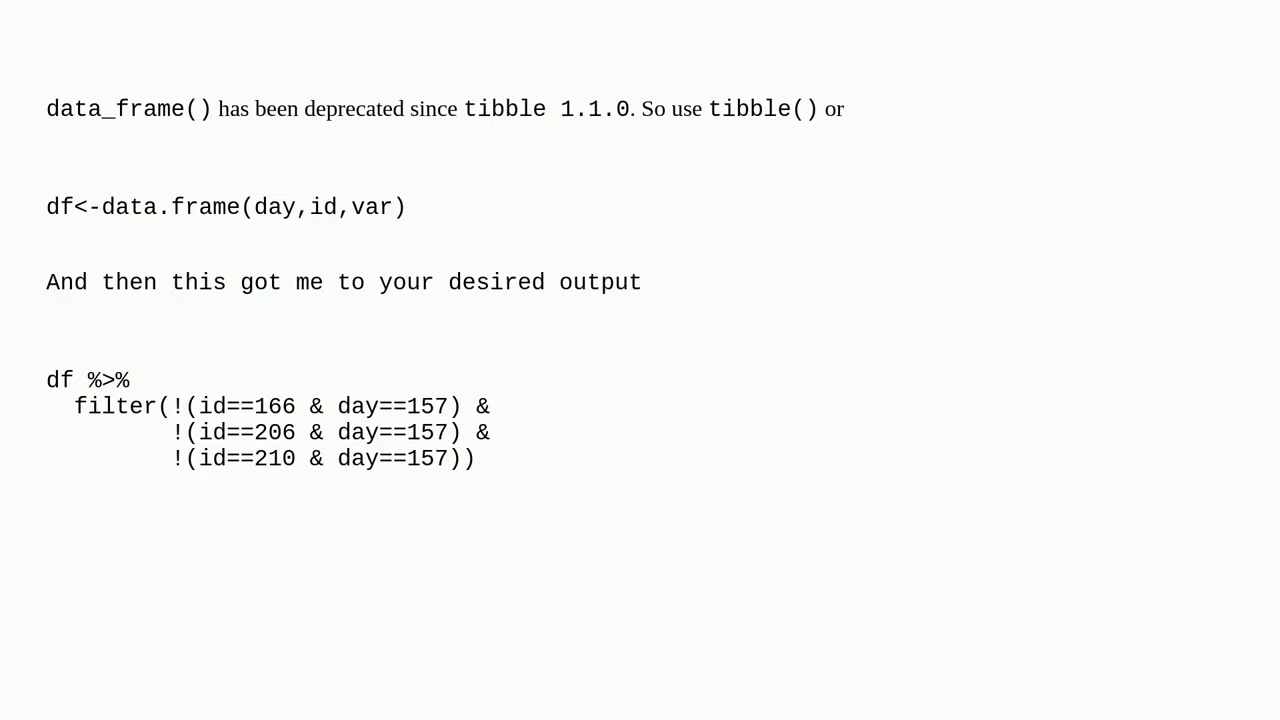 data_frame() has been deprecated since tibble 1.1.0. So use tibble() or
df<-data.frame(day,id,var)
And then this got me to your desired output
df %>%
  filter(!(id==166 & day==157) &
         !(id==206 & day==157) &
         !(id==210 & day==157))